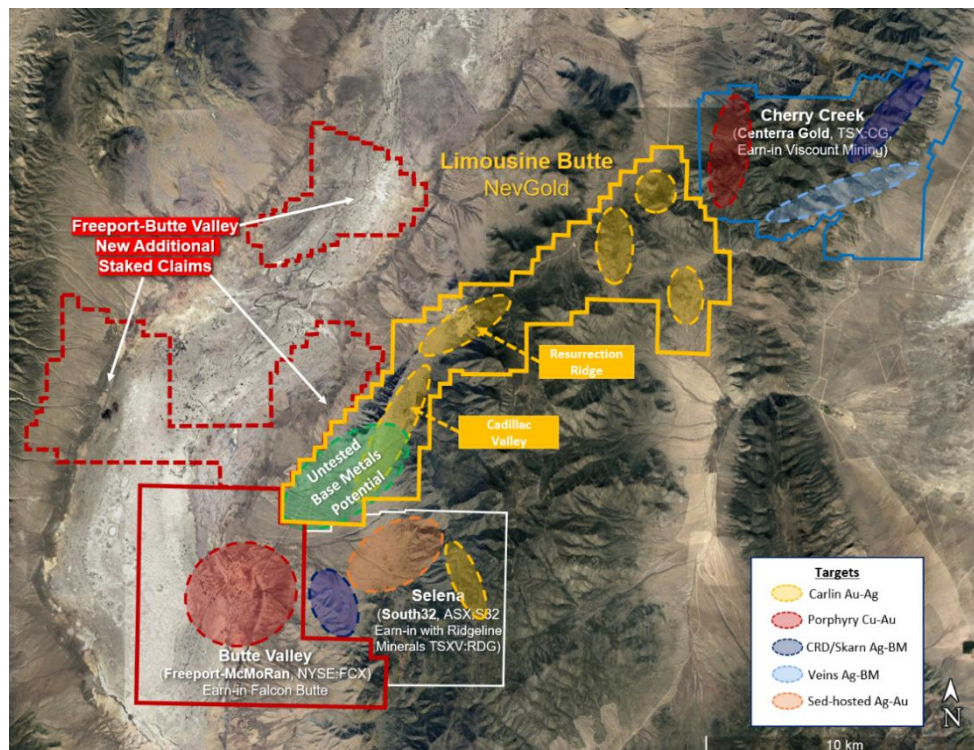 Cherry Creek
(Centerra Gold, TSX:CG,
Earn-in Viscount Mining)
Limousine Butte
NevGold
Freeport-Butte Valley
New Additional
Staked Claims
Resurrection
Ridge
Cadillac
Valley
Untested
Base Metals
Potential
Selena
(South32, ASX:S32
Earn-in with Ridgeline
Minerals TSXV:RDG)
Butte Valley
(Freeport-McMoRan, NYSE:FCX)
Earn-in Falcon Butte
Targets
Carlin Au-Ag
Porphyry Cu-Au
CRD/Skarn Ag-BM
Veins Ag-BM
Sed-hosted Ag-Au
N
10 km